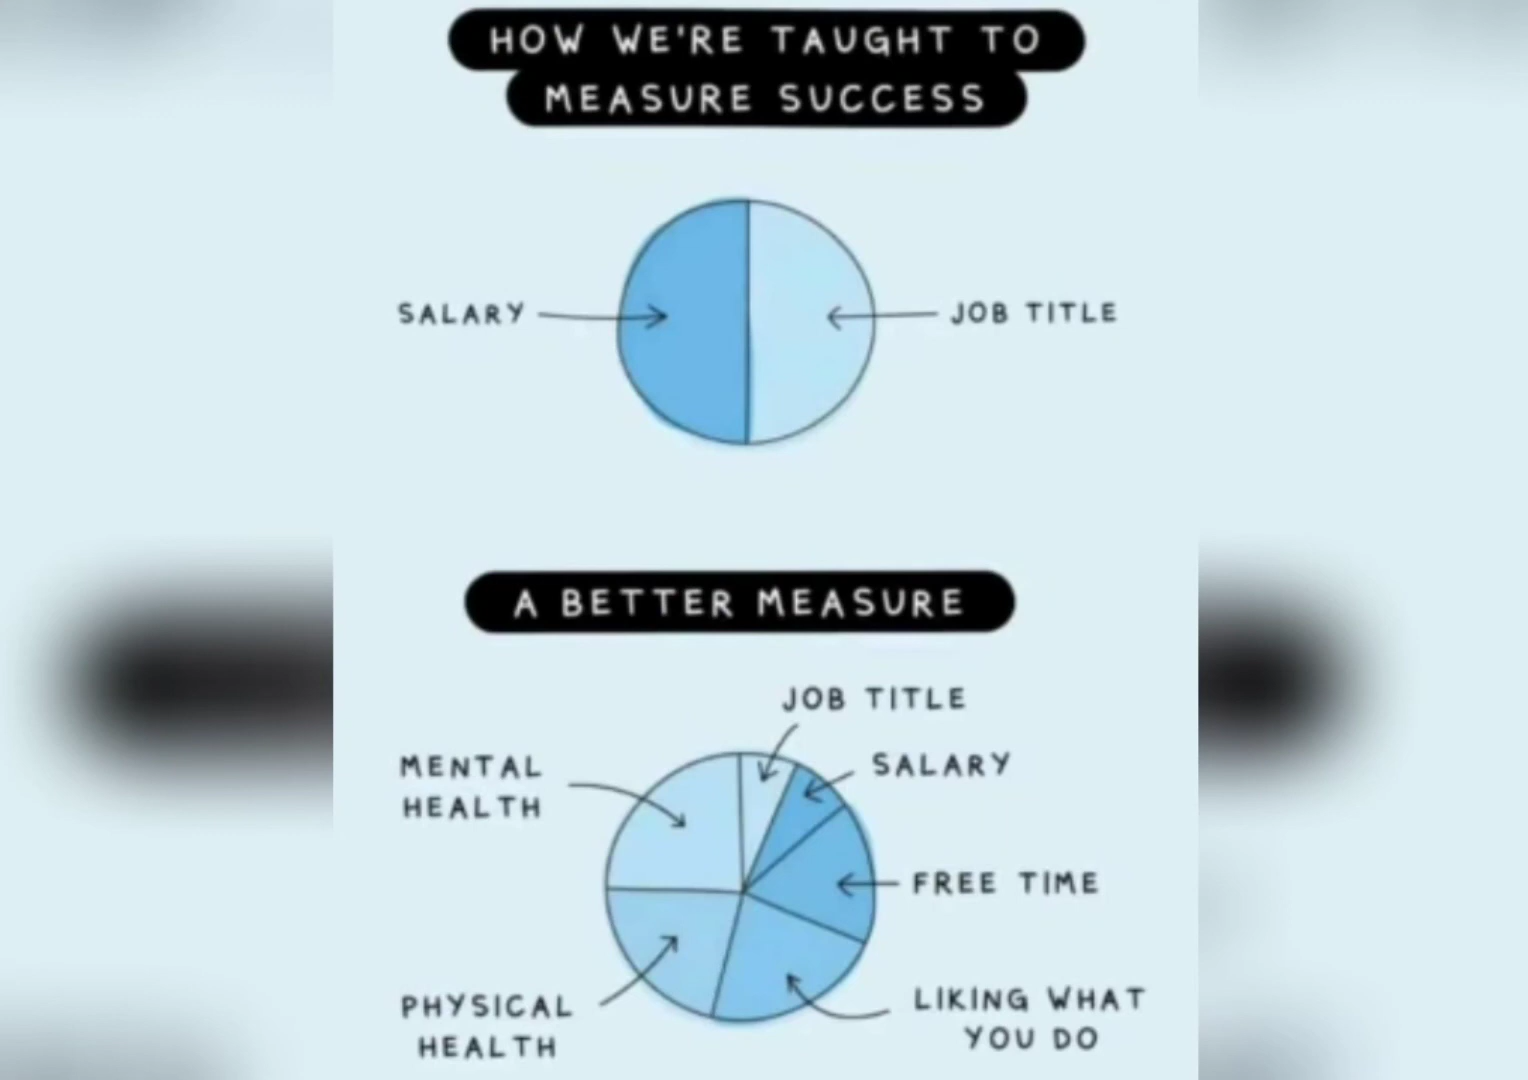 HOW WE'RE TAUGHT TO
MEASURE SUCCESS
SALARY
JOB TITLE
A BETTER MEASURE
JOB TITLE
MENTAL
HEALTH
SALARY
FREE TIME
PHYSICAL
HEALTH
LIKING WHAT
YOU DO